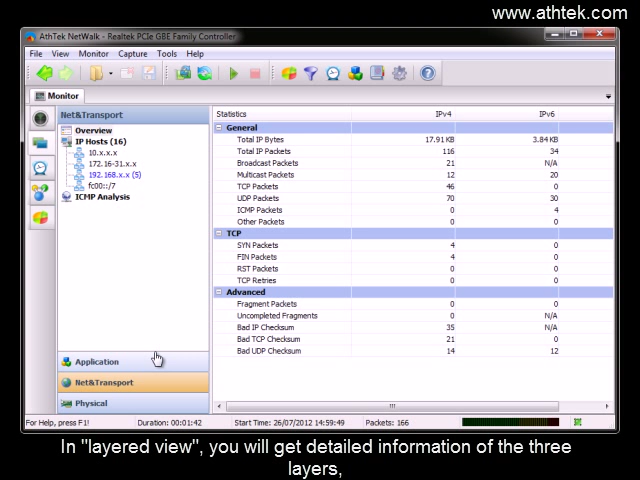 www.athtek.com
AthTek NetWalk - Realtek PCIe GBE Family Controller
File View Monitor Capture Tools Help
Monitor
Net&Transport
Overview
IP Hosts (16)
10.x.x.x
172.16-31.x.x
192.168.x.x (5)
fc00::/7
ICMP Analysis
Application
Net&Transport
Physical
Statistics IPv4 IPv6
General
Total IP Bytes 17.91 KB 3.84 KB
Total IP Packets 116 34
Broadcast Packets 21 N/A
Multicast Packets 12 20
TCP Packets 46 0
UDP Packets 70 30
ICMP Packets 0 4
Other Packets 0 0
TCP
SYN Packets 4 0
FIN Packets 4 0
RST Packets 0 0
TCP Retries 0 0
Advanced
Fragment Packets 0 0
Uncompleted Fragments 0 N/A
Bad IP Checksum 35 N/A
Bad TCP Checksum 21 0
Bad UDP Checksum 14 12
For Help, press F1! Duration: 00:01:42 Start Time: 26/07/2012 14:59:49 Packets: 166
In "layered view", you will get detailed information of the three
layers,